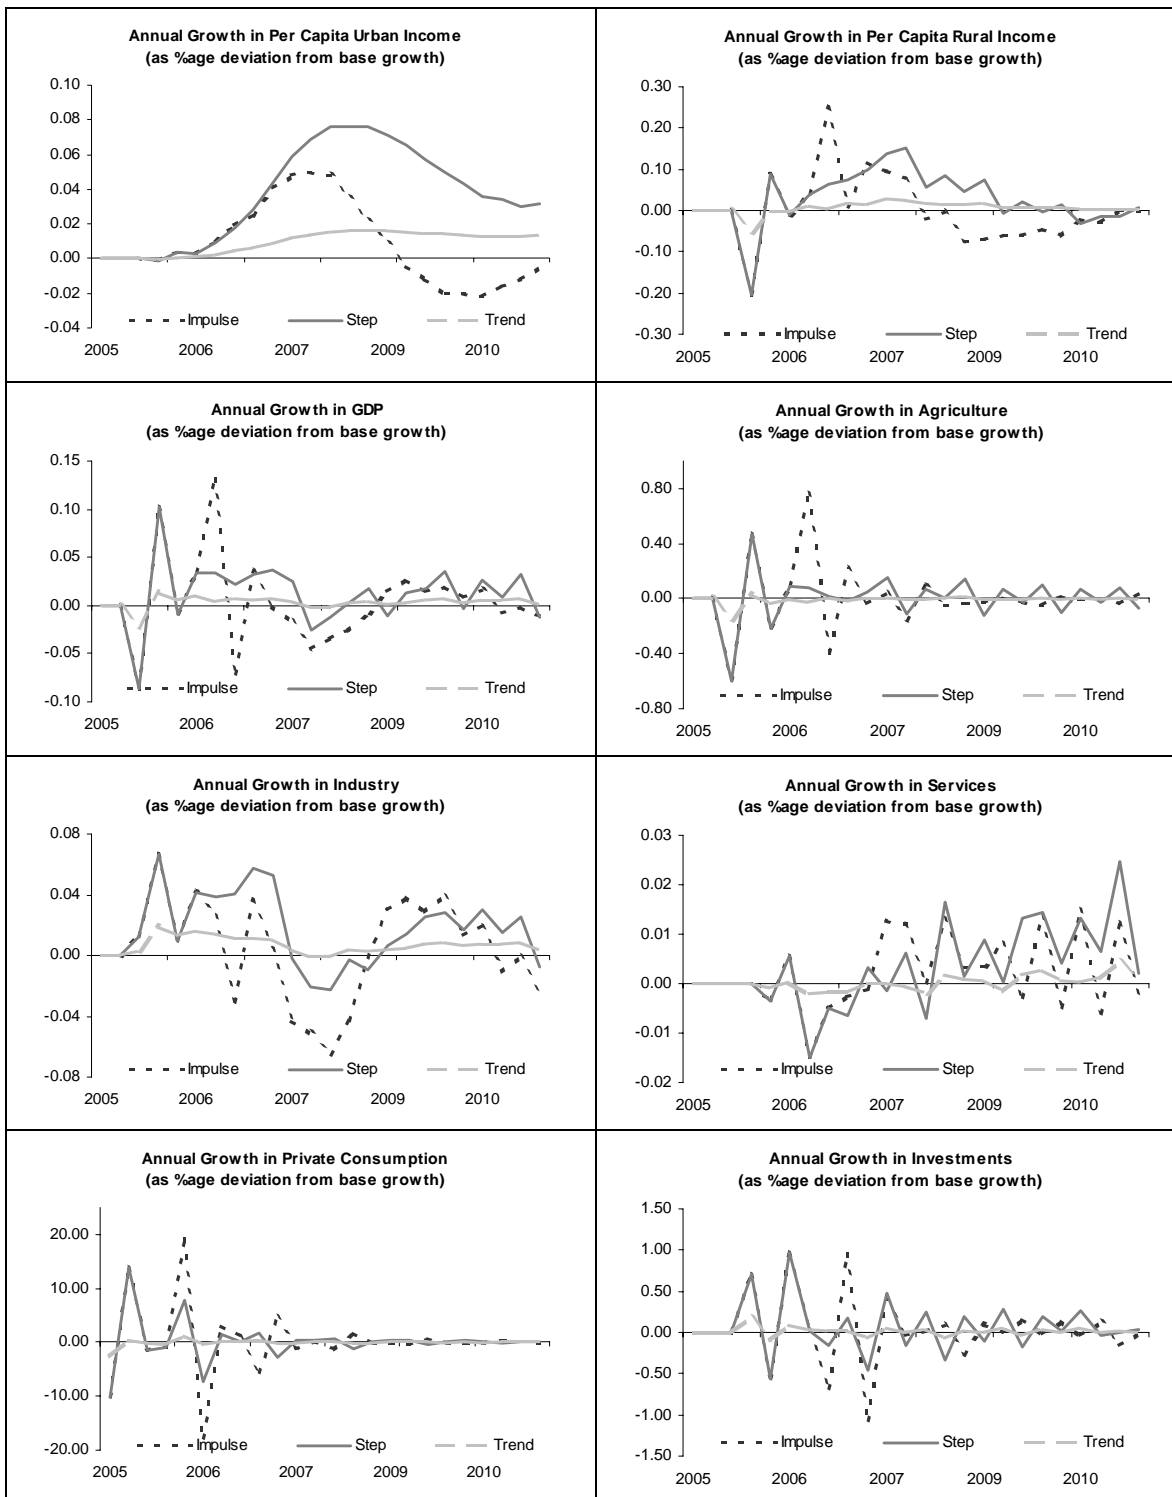 Annual Growth in Per Capita Urban Income
(as %age deviation from base growth)
0.10
0.08
0.06
0.04
0.02
0.00
-0.02
-0.04
Impulse Step Trend
2005 2006 2007 2009 2010
Annual Growth in Per Capita Rural Income
(as %age deviation from base growth)
0.30
0.20
0.10
0.00
-0.10
-0.20
-0.30
Impulse Step Trend
2005 2006 2007 2009 2010
Annual Growth in GDP
(as %age deviation from base growth)
0.15
0.10
0.05
0.00
-0.05
-0.10
Impulse Step Trend
2005 2006 2007 2009 2010
Annual Growth in Agriculture
(as %age deviation from base growth)
0.80
0.40
0.00
-0.40
-0.80
Impulse Step Trend
2005 2006 2007 2009 2010
Annual Growth in Industry
(as %age deviation from base growth)
0.08
0.04
0.00
-0.04
-0.08
Impulse Step Trend
2005 2006 2007 2009 2010
Annual Growth in Services
(as %age deviation from base growth)
0.03
0.02
0.01
0.00
-0.01
-0.02
Impulse Step Trend
2005 2006 2007 2009 2010
Annual Growth in Private Consumption
(as %age deviation from base growth)
20.00
10.00
0.00
-10.00
-20.00
Impulse Step Trend
2005 2006 2007 2009 2010
Annual Growth in Investments
(as %age deviation from base growth)
1.50
1.00
0.50
0.00
-0.50
-1.00
-1.50
Impulse Step Trend
2005 2006 2007 2009 2010